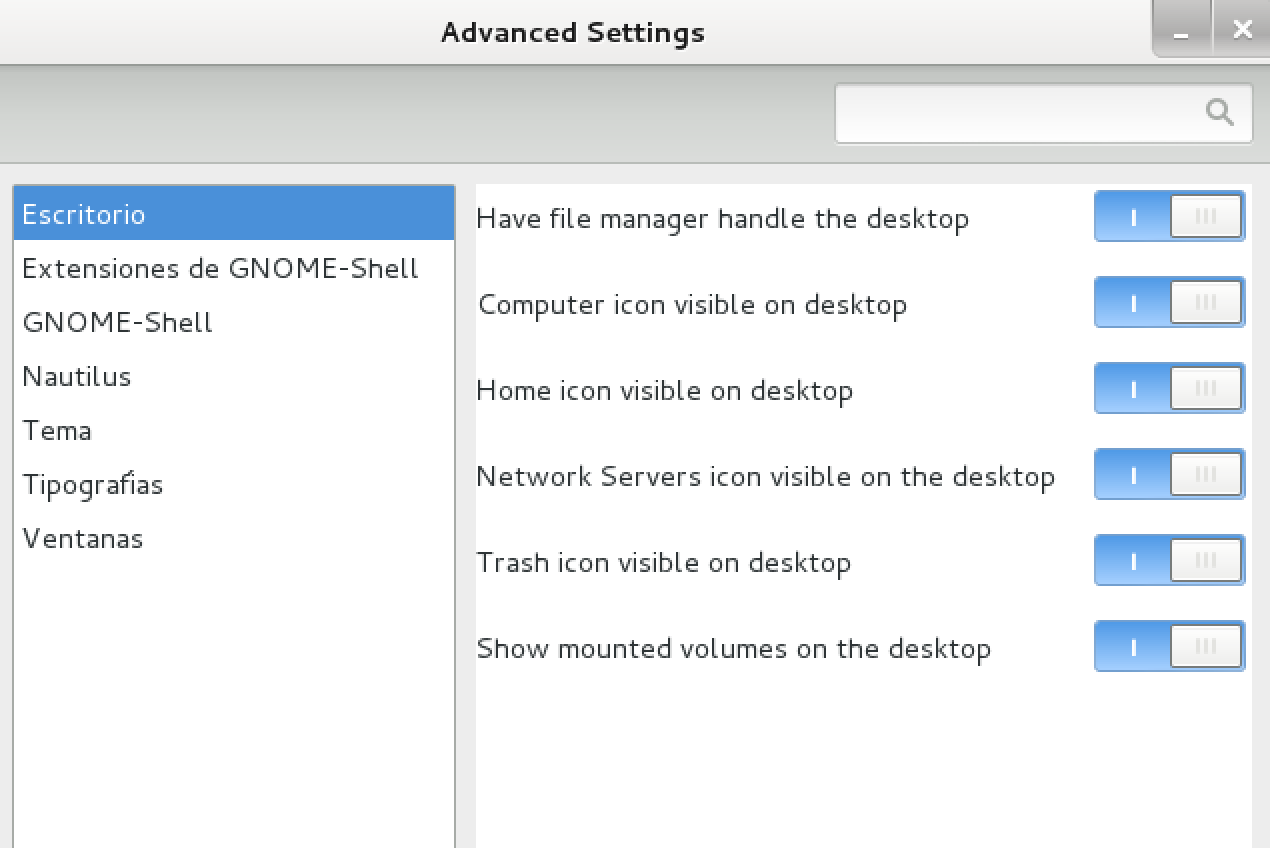 Advanced Settings
Escritorio
Extensiones de GNOME-Shell
GNOME-Shell
Nautilus
Tema
Tipografias
Ventanas
Have file manager handle the desktop
Computer icon visible on desktop
Home icon visible on desktop
Network Servers icon visible on the desktop
Trash icon visible on desktop
Show mounted volumes on the desktop